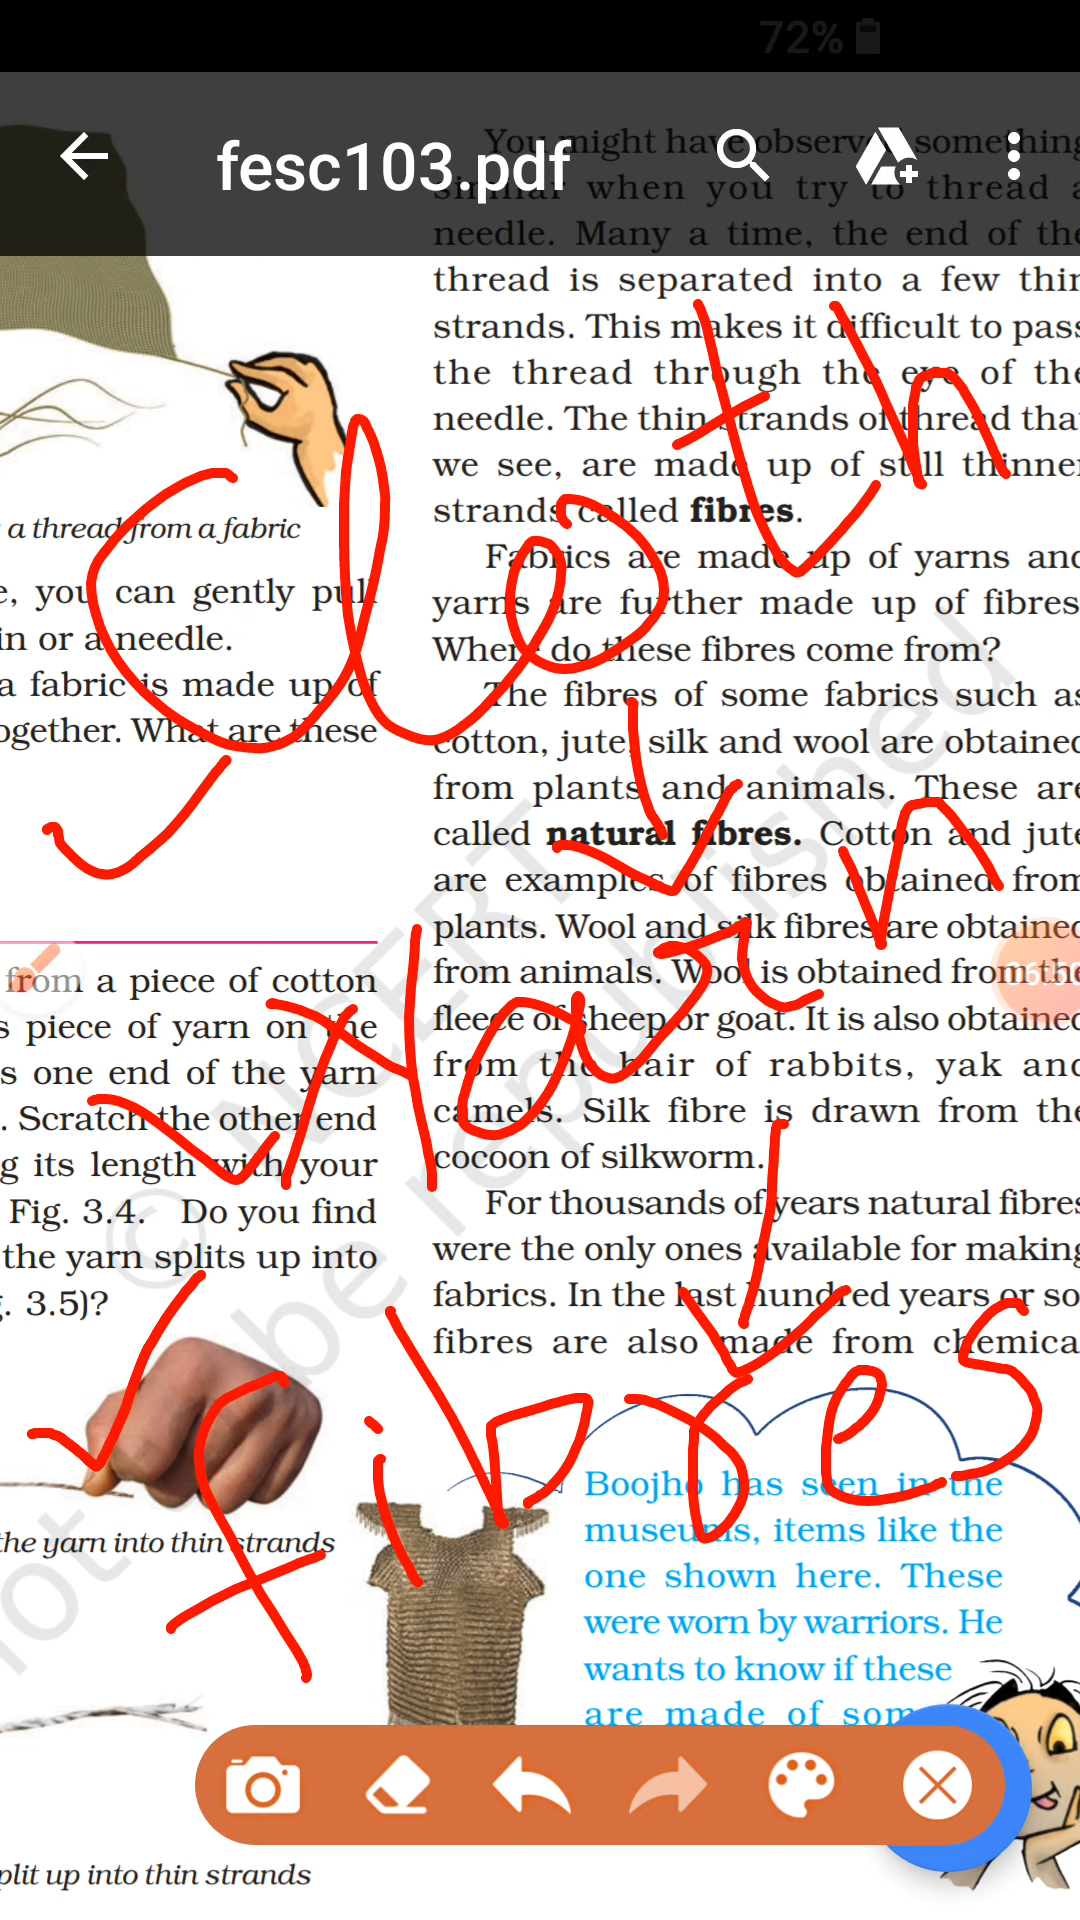 72%
fesc103.pdf
You might have observed something
similar when you try to thread a
needle. Many a time, the end of the
thread is separated into a few thin
strands. This makes it difficult to pass
the thread through the eye of the
needle. The thin strands of thread that
we see, are made up of still thinner
strands called fibres.
a thread from a fabric
Fabrics are made up of yarns and
e, you can gently pull
yarns are further made up of fibres
in or a needle.
Where do these fibres come from?
a fabric is made up of
The fibres of some fabrics such as
ogether. What are these
cotton, jute, silk and wool are obtained
from plants and animals. These are
called natural fibres. Cotton and jute
are examples of fibres obtained from
plants. Wool and silk fibres are obtained
from a piece of cotton
from animals. Wool is obtained from the
s piece of yarn on the
fleece of sheep or goat. It is also obtained
s one end of the yarn
from the hair of rabbits, yak and
. Scratch the other end
camels. Silk fibre is drawn from the
g its length with your
cocoon of silkworm.
Fig. 3.4. Do you find
For thousands of years natural fibres
the yarn splits up into
were the only ones available for making
. 3.5)?
fabrics. In the last hundred years or so,
fibres are also made from chemical
cloth
yarn
fibres
Boojho has seen in the
museums, items like the
one shown here. These
were worn by warriors. He
wants to know if these
are made of some
the yarn into thin strands
plit up into thin strands
© NCERT
not be republished